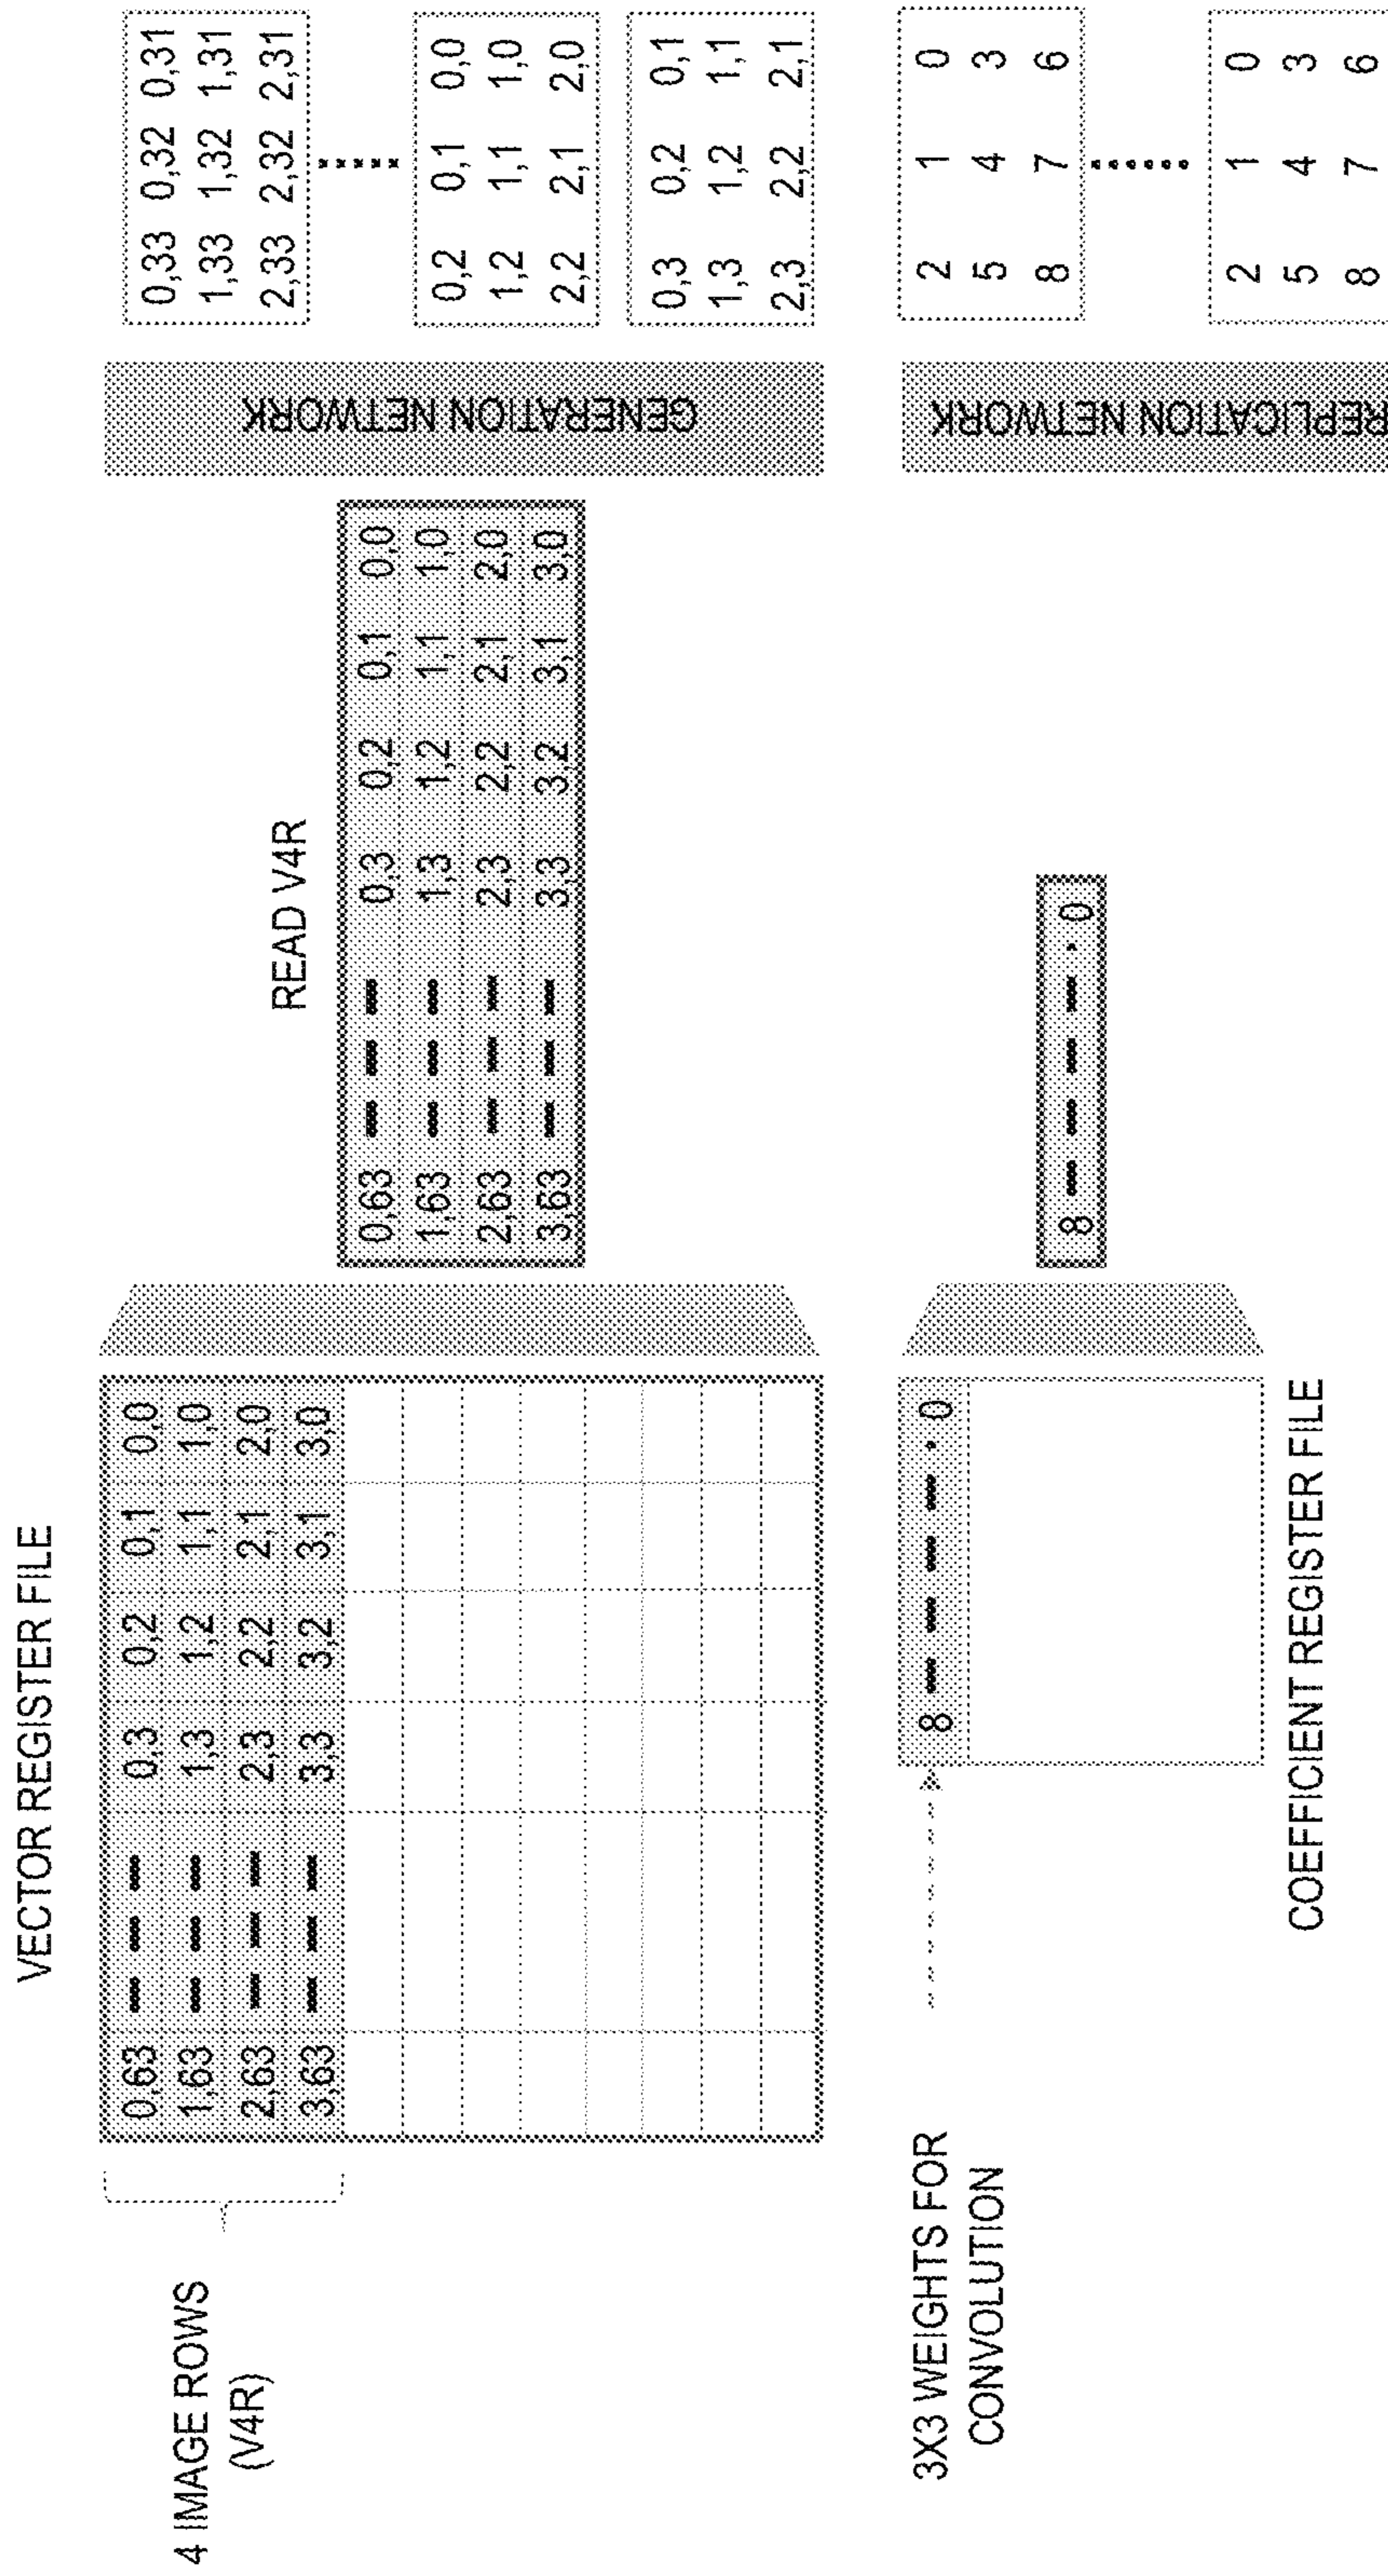 VECTOR REGISTER FILE
4 IMAGE ROWS
(V4R)
0,63 0,3 0,2 0,1 0,0
1,63 1,3 1,2 1,1 1,0
2,63 2,3 2,2 2,1 2,0
3,63 3,3 3,2 3,1 3,0
READ V4R
0,63 0,3 0,2 0,1 0,0
1,63 1,3 1,2 1,1 1,0
2,63 2,3 2,2 2,1 2,0
3,63 3,3 3,2 3,1 3,0
GENERATION NETWORK
0,33 0,32 0,31
1,33 1,32 1,31
2,33 2,32 2,31
0,2 0,1 0,0
1,2 1,1 1,0
2,2 2,1 2,0
0,3 0,2 0,1
1,3 1,2 1,1
2,3 2,2 2,1
3X3 WEIGHTS FOR
CONVOLUTION
8 0
COEFFICIENT REGISTER FILE
8 0
REPLICATION NETWORK
2 1 0
5 4 3
8 7 6
2 1 0
5 4 3
8 7 6